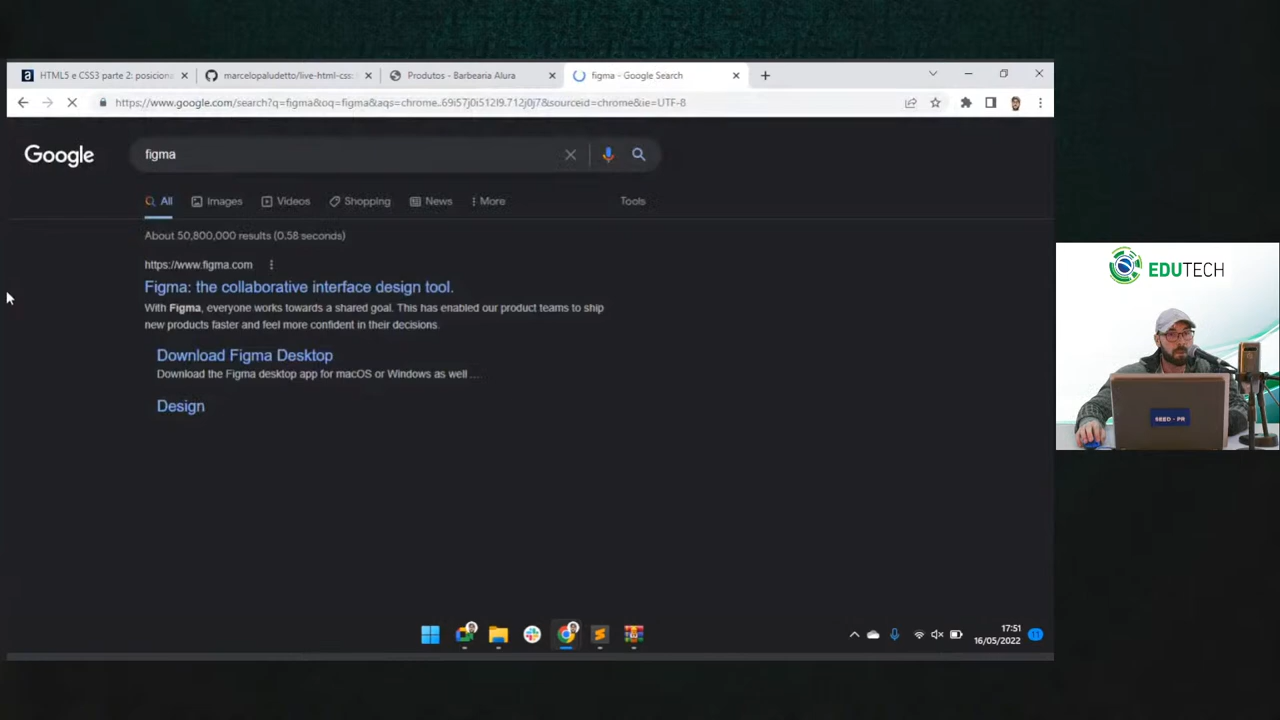 HTML5 e CSS3 parte 2: posicion
marcelopaludetto/live-html-css:
Produtos - Barbearia Alura
figma - Google Search
https://www.google.com/search?q=figma&oq=figma&aqs=chrome..69i57j0i512l9.712j0j7&sourceid=chrome&ie=UTF-8
Google
figma
All
Images
Videos
Shopping
News
More
Tools
About 50,800,000 results (0.58 seconds)
https://www.figma.com
Figma: the collaborative interface design tool.
With Figma, everyone works towards a shared goal. This has enabled our product teams to ship
new products faster and feel more confident in their decisions.
Download Figma Desktop
Download the Figma desktop app for macOS or Windows as well ...
Design
EDUTECH
SEED - PR
17:51
16/05/2022
11